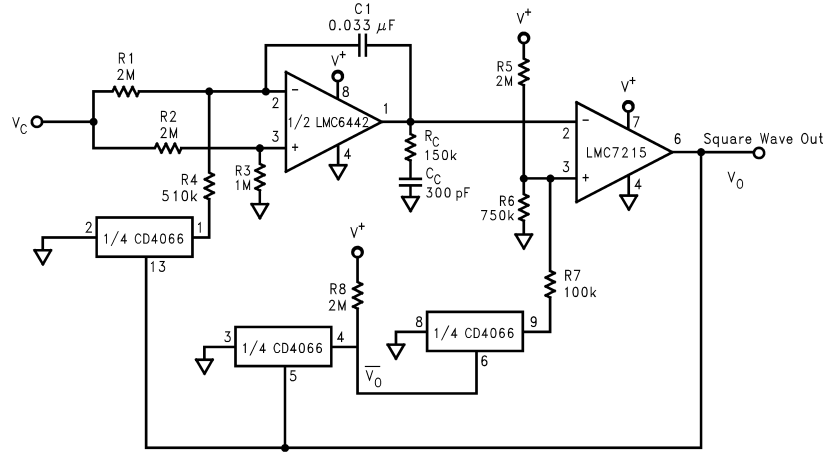 C1
0.033 μF
V+
R1
2M
R2
2M
VC
2
3
1/2 LMC6442
V+
8
4
1
R3
1M
R4
510k
RC
150k
CC
300 pF
V+
R5
2M
R6
750k
2
3
LMC7215
V+
7
4
6
Square Wave Out
VO
R7
100k
2
1/4 CD4066
1
13
V+
R8
2M
3
1/4 CD4066
4
5
V̅O̅
8
1/4 CD4066
9
6